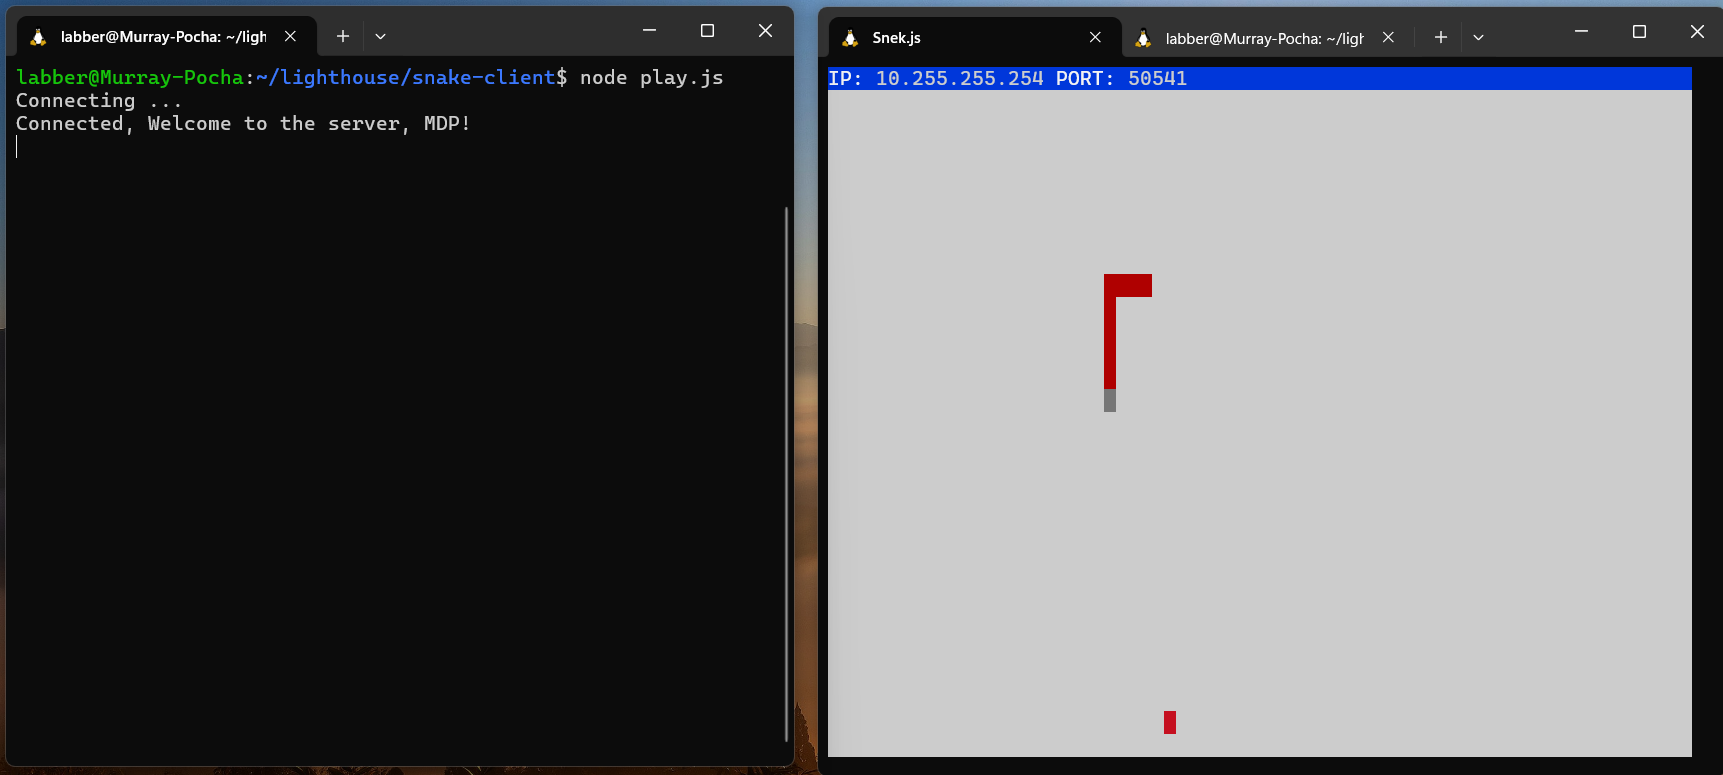 labber@Murray-Pocha: ~/ligh
labber@Murray-Pocha:~/lighthouse/snake-client$ node play.js
Connecting ...
Connected, Welcome to the server, MDP!
Snek.js
labber@Murray-Pocha: ~/ligh
IP: 10.255.255.254 PORT: 50541